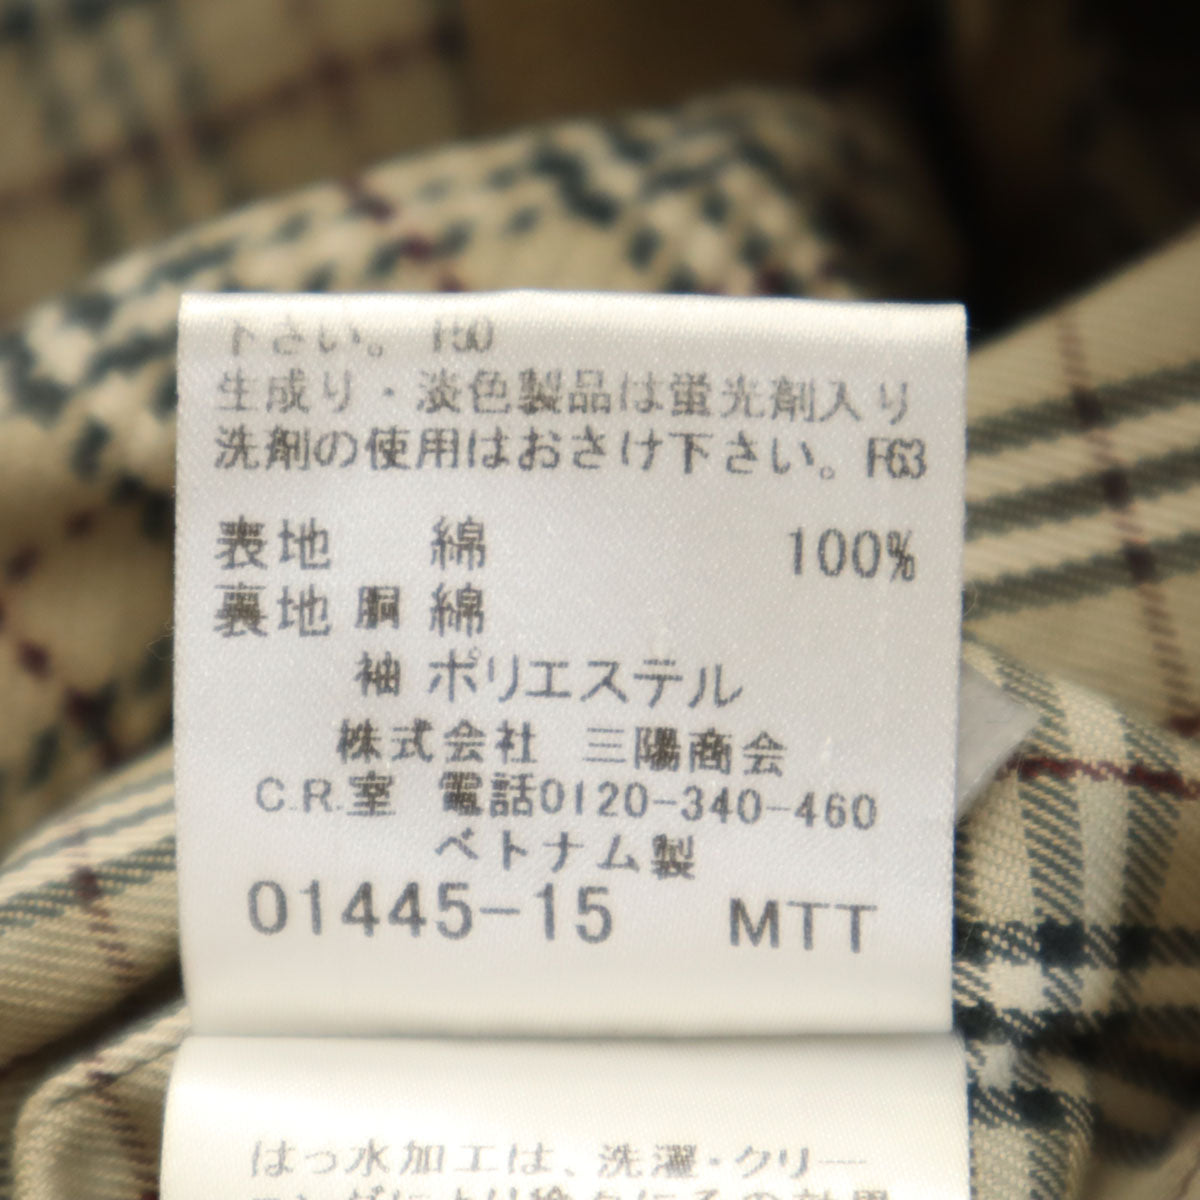 下さい。 F50
生成り・淡色製品は蛍光剤入り
洗剤の使用はおさけ下さい。F63
表地 綿 100%
裏地 胴 綿
袖 ポリエステル
株式会社 三陽商会
C.R.室 電話0120-340-460
ベトナム製
01445-15 MTT
はっ水加工は、洗濯・クリー